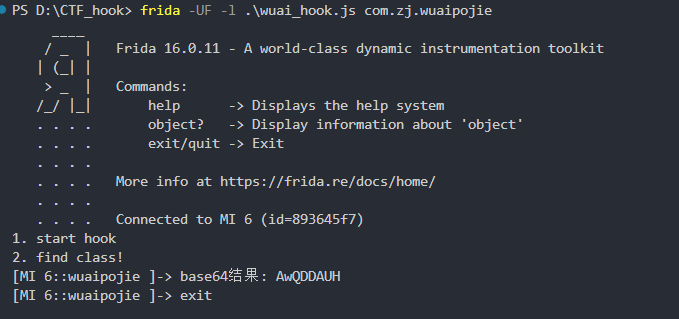 PS D:\CTF_hook> frida -UF -l .\wuai_hook.js com.zj.wuaipojie
     ____
    / _  |   Frida 16.0.11 - A world-class dynamic instrumentation toolkit
   | (_| |
    > _  |   Commands:
   /_/ |_|       help      -> Displays the help system
   . . . .       object?   -> Display information about 'object'
   . . . .       exit/quit -> Exit
   . . . .
   . . . .   More info at https://frida.re/docs/home/
   . . . .
   . . . .   Connected to MI 6 (id=893645f7)
1. start hook
2. find class!
[MI 6::wuaipojie ]-> base64结果: AwQDDAUH
[MI 6::wuaipojie ]-> exit